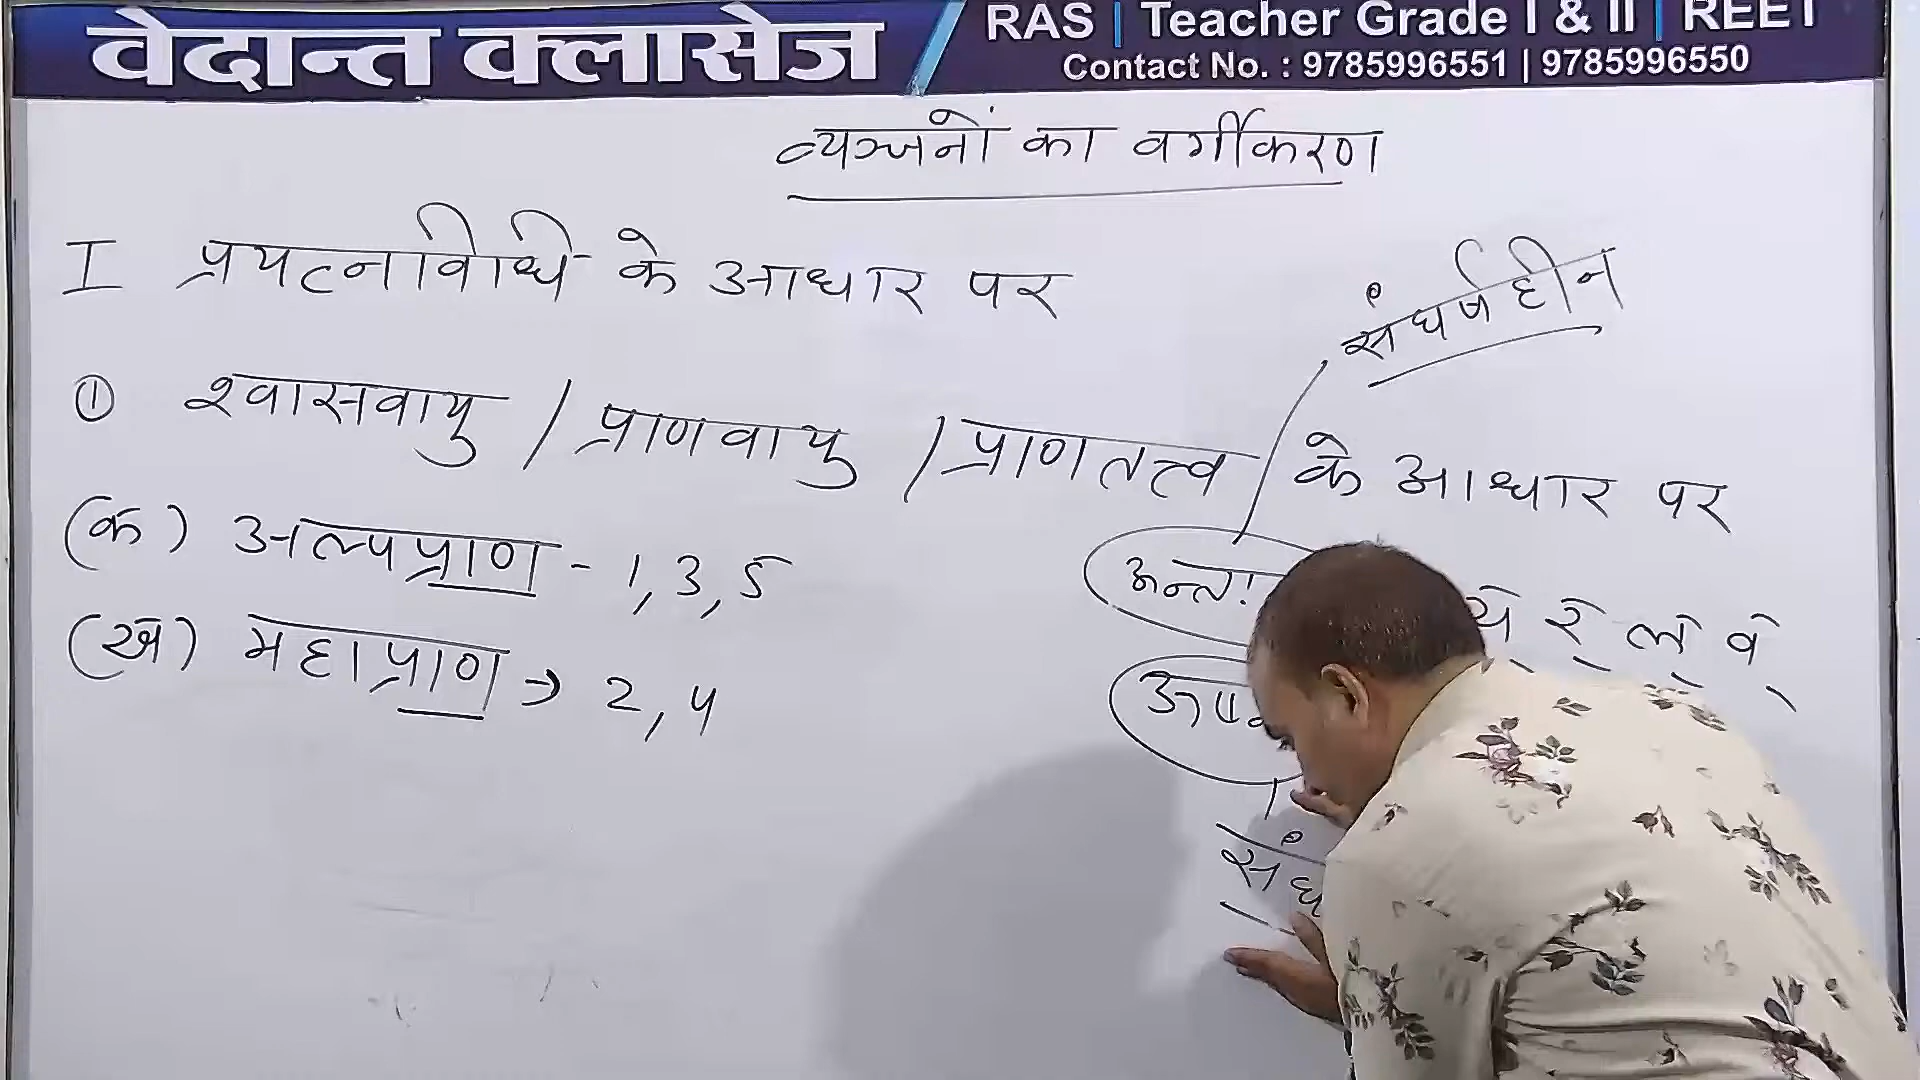 वेदान्त क्लासेज
RAS | Teacher Grade I & II | REET
Contact No. : 9785996551 | 9785996550
व्यञ्जनों का वर्गीकरण
I प्रयत्नविधि के आधार पर
संघर्षहीन
① श्वासवायु / प्राणवायु / प्राणतत्त्व के आधार पर
(क) अल्पप्राण - 1, 3, 5
अन्तः
य् र् ल् व्
(ख) महाप्राण → 2, 4